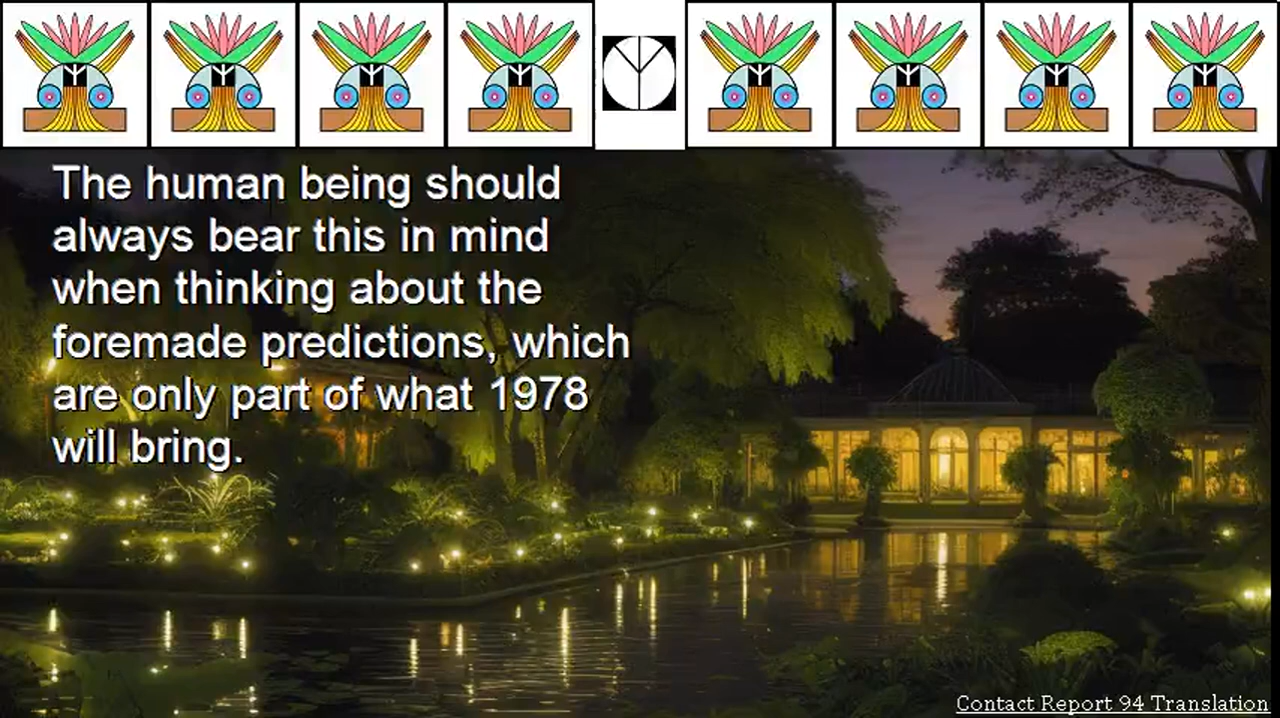 The human being should
always bear this in mind
when thinking about the
foremade predictions, which
are only part of what 1978
will bring.
Contact Report 94 Translation